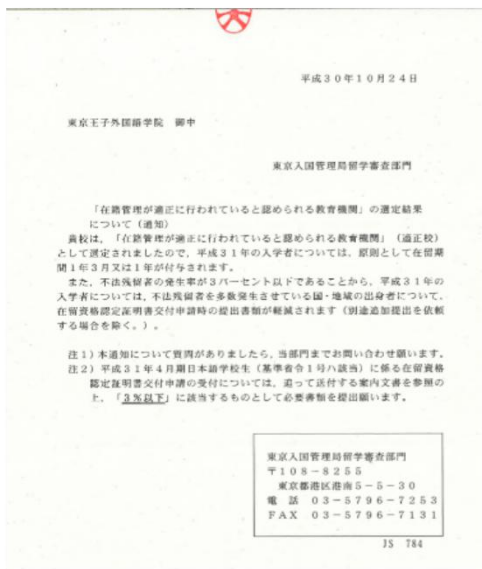 平成３０年１０月２４日
東京王子外国語学院　御中
東京入国管理局留学審査部門
「在籍管理が適正に行われていると認められる教育機関」の選定結果
について（通知）
貴校は，「在籍管理が適正に行われていると認められる教育機関」（適正校）
として選定されましたので，平成３１年の入学者については，原則として在留期
間１年３月又は１年が付与されます。
また，不法残留者の発生率が３パーセント以下であることから，平成３１年の
入学者については，不法残留者を多数発生させている国・地域の出身者について，
在留資格認定証明書交付申請時の提出書類が軽減されます（別途追加提出を依頼
する場合を除く。）。
注１）本通知について質問がありましたら，当部門までお問い合わせ願います。
注２）平成３１年４月期日本語学校生（基準省令１号ハ該当）に係る在留資格
認定証明書交付申請の受付については，追って送付する案内文書を参照の
上，「３％以下」に該当するものとして必要書類を提出願います。
東京入国管理局留学審査部門
〒１０８－８２５５
東京都港区港南５－５－３０
電　話　０３－５７９６－７２５３
ＦＡＸ　０３－５７９６－７１３１
JS 784